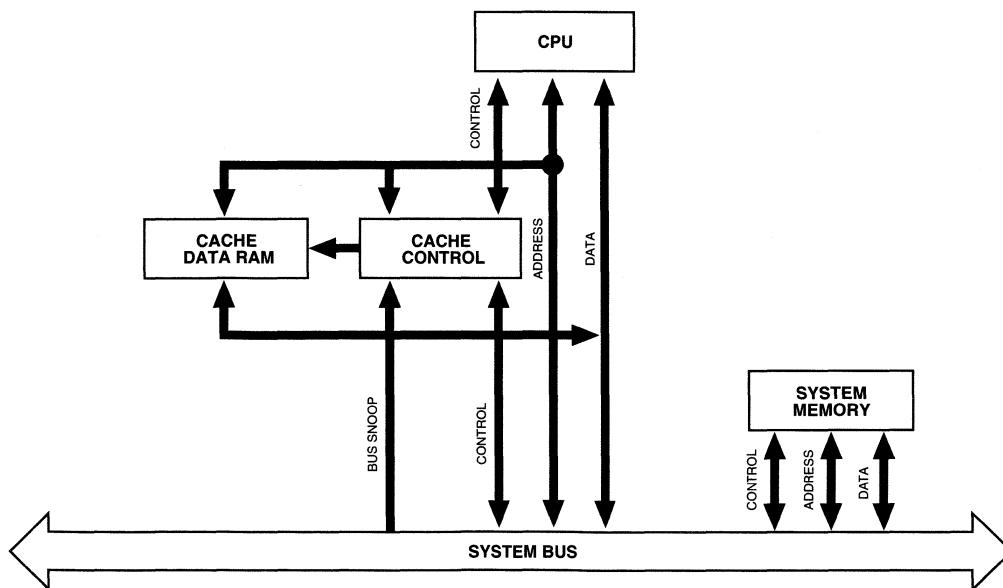 CPU
CONTROL
CACHE
DATA RAM
CACHE
CONTROL
ADDRESS
DATA
BUS SNOOP
CONTROL
SYSTEM
MEMORY
CONTROL
ADDRESS
DATA
SYSTEM BUS